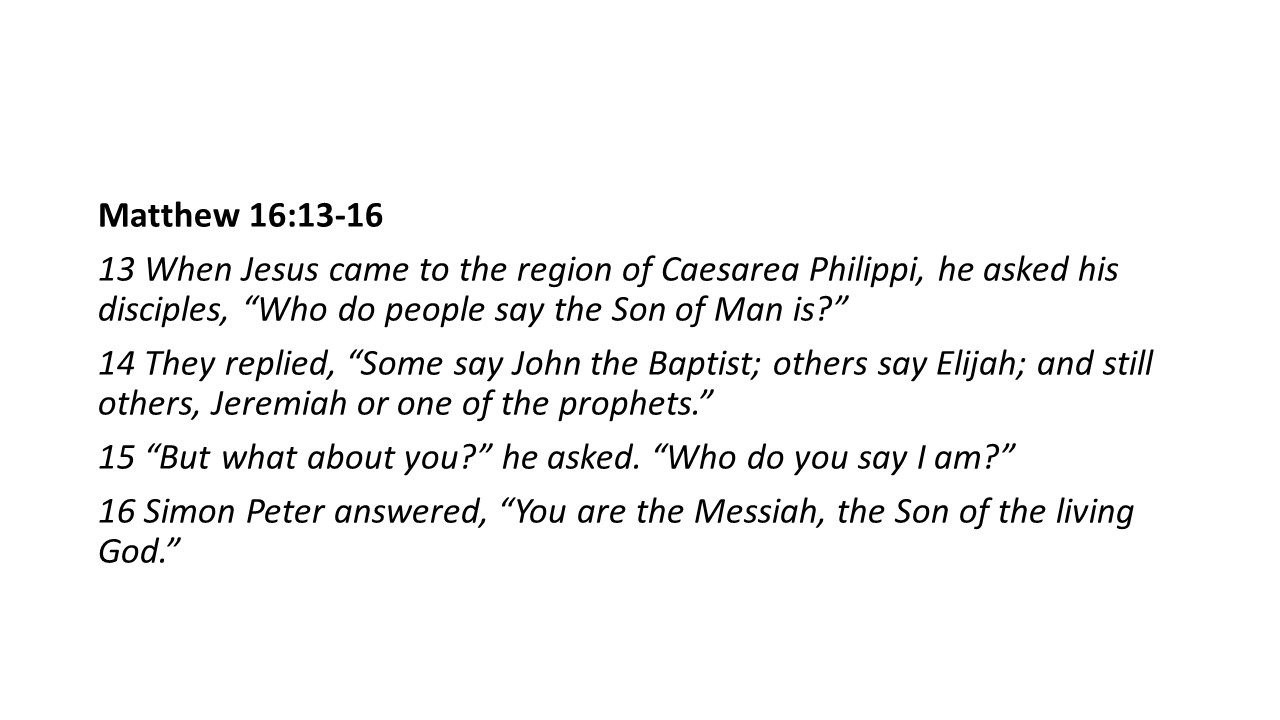 Matthew 16:13-16
13 When Jesus came to the region of Caesarea Philippi, he asked his
disciples, “Who do people say the Son of Man is?”
14 They replied, “Some say John the Baptist; others say Elijah; and still
others, Jeremiah or one of the prophets.”
15 “But what about you?” he asked. “Who do you say I am?”
16 Simon Peter answered, “You are the Messiah, the Son of the living
God.”